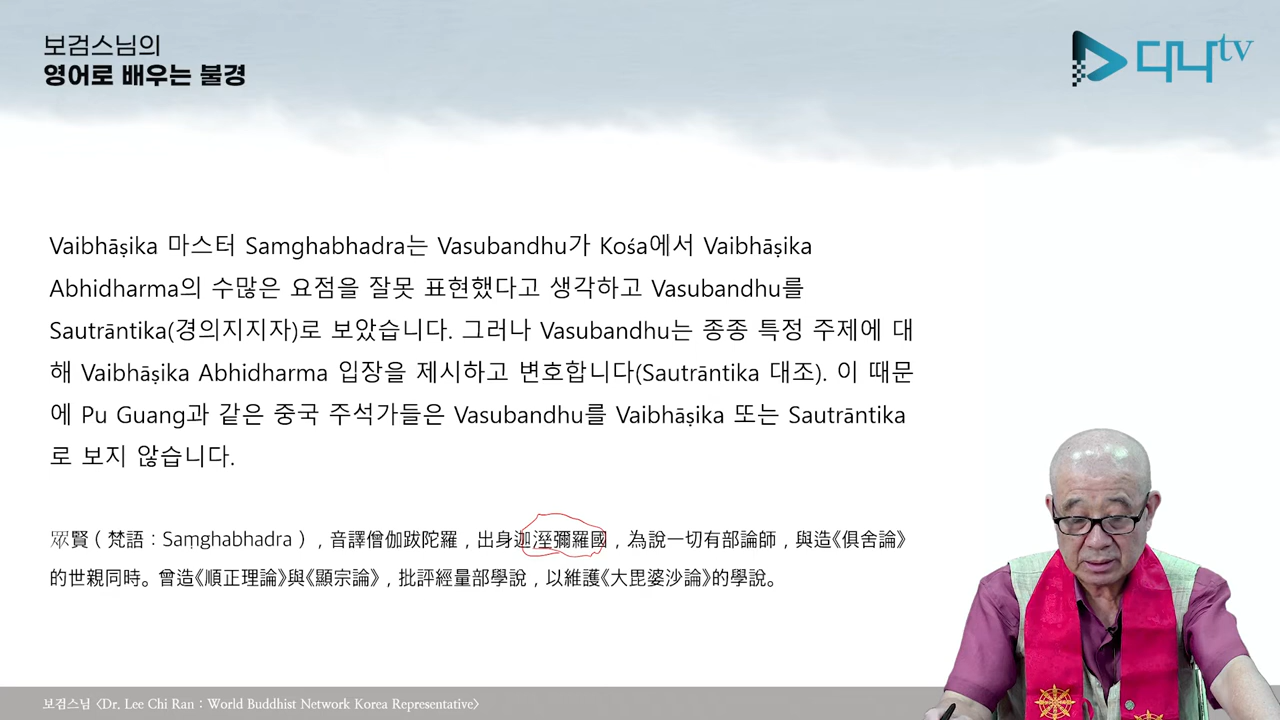 보검스님의
영어로 배우는 불경
다나tv
Vaibhāṣika 마스터 Samghabhadra는 Vasubandhu가 Kośa에서 Vaibhāṣika
Abhidharma의 수많은 요점을 잘못 표현했다고 생각하고 Vasubandhu를
Sautrāntika(경의지지자)로 보았습니다. 그러나 Vasubandhu는 종종 특정 주제에 대
해 Vaibhāṣika Abhidharma 입장을 제시하고 변호합니다(Sautrāntika 대조). 이 때문
에 Pu Guang과 같은 중국 주석가들은 Vasubandhu를 Vaibhāṣika 또는 Sautrāntika
로 보지 않습니다.
眾賢（梵語：Saṃghabhadra），音譯僧伽跋陀羅，出身迦溼彌羅國，為說一切有部論師，與造《俱舍論》
的世親同時。曾造《順正理論》與《顯宗論》，批評經量部學說，以維護《大毘婆沙論》的學說。
보검스님 <Dr. Lee Chi Ran : World Buddhist Network Korea Representative>